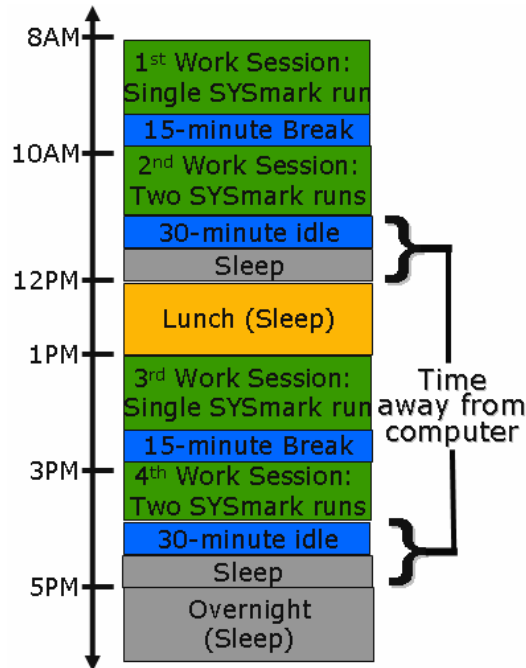 8AM
1st Work Session:
Single SYSmark run
15-minute Break
10AM
2nd Work Session:
Two SYSmark runs
30-minute idle
Sleep
12PM
Lunch (Sleep)
1PM
3rd Work Session:
Single SYSmark run
Time
away from
computer
15-minute Break
3PM
4th Work Session:
Two SYSmark runs
30-minute idle
Sleep
5PM
Overnight
(Sleep)